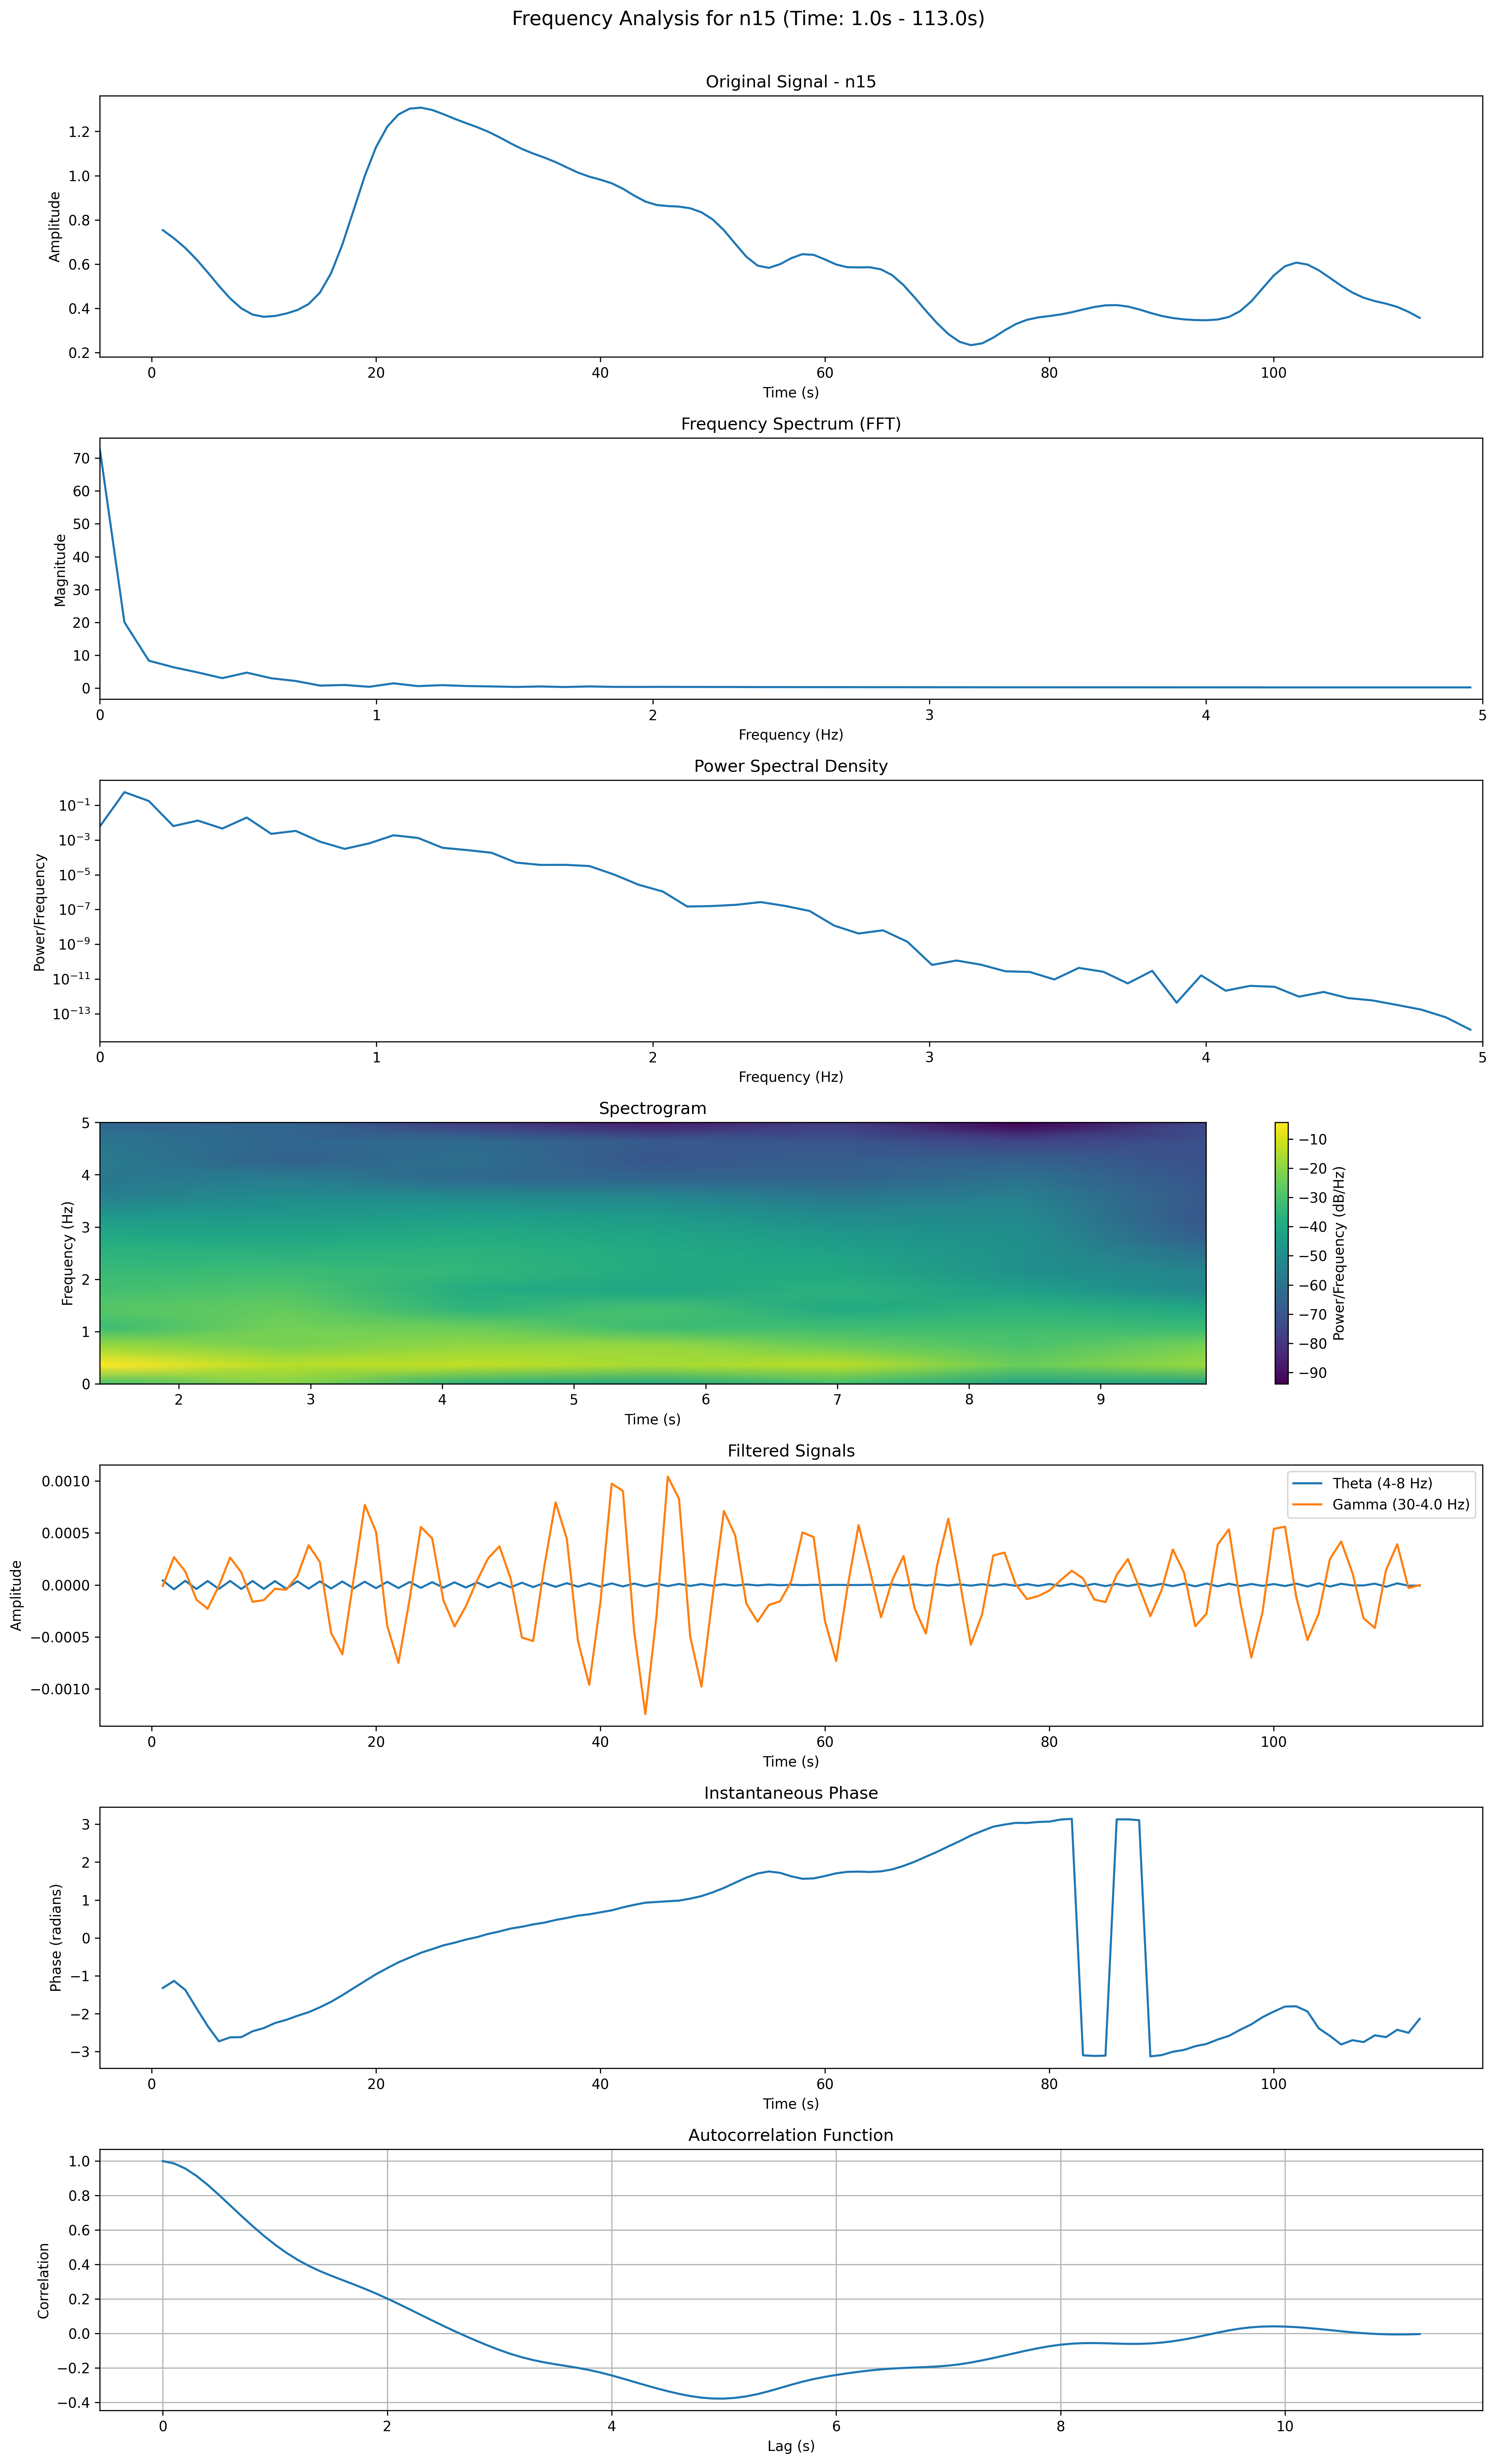 Frequency Analysis for n15 (Time: 1.0s - 113.0s)
Original Signal - n15
Amplitude
1.2
1.0
0.8
0.6
0.4
0.2
0 20 40 60 80 100
Time (s)
Frequency Spectrum (FFT)
Magnitude
70
60
50
40
30
20
10
0
0 1 2 3 4 5
Frequency (Hz)
Power Spectral Density
Power/Frequency
10⁻¹
10⁻³
10⁻⁵
10⁻⁷
10⁻⁹
10⁻¹¹
10⁻¹³
0 1 2 3 4 5
Frequency (Hz)
Spectrogram
Frequency (Hz)
5
4
3
2
1
0
2 3 4 5 6 7 8 9
Time (s)
−10
−20
−30
−40
−50
−60
−70
−80
−90
Power/Frequency (dB/Hz)
Filtered Signals
Amplitude
0.0010
0.0005
0.0000
−0.0005
−0.0010
Theta (4-8 Hz)
Gamma (30-4.0 Hz)
0 20 40 60 80 100
Time (s)
Instantaneous Phase
Phase (radians)
3
2
1
0
−1
−2
−3
0 20 40 60 80 100
Time (s)
Autocorrelation Function
Correlation
1.0
0.8
0.6
0.4
0.2
0.0
−0.2
−0.4
0 2 4 6 8 10
Lag (s)